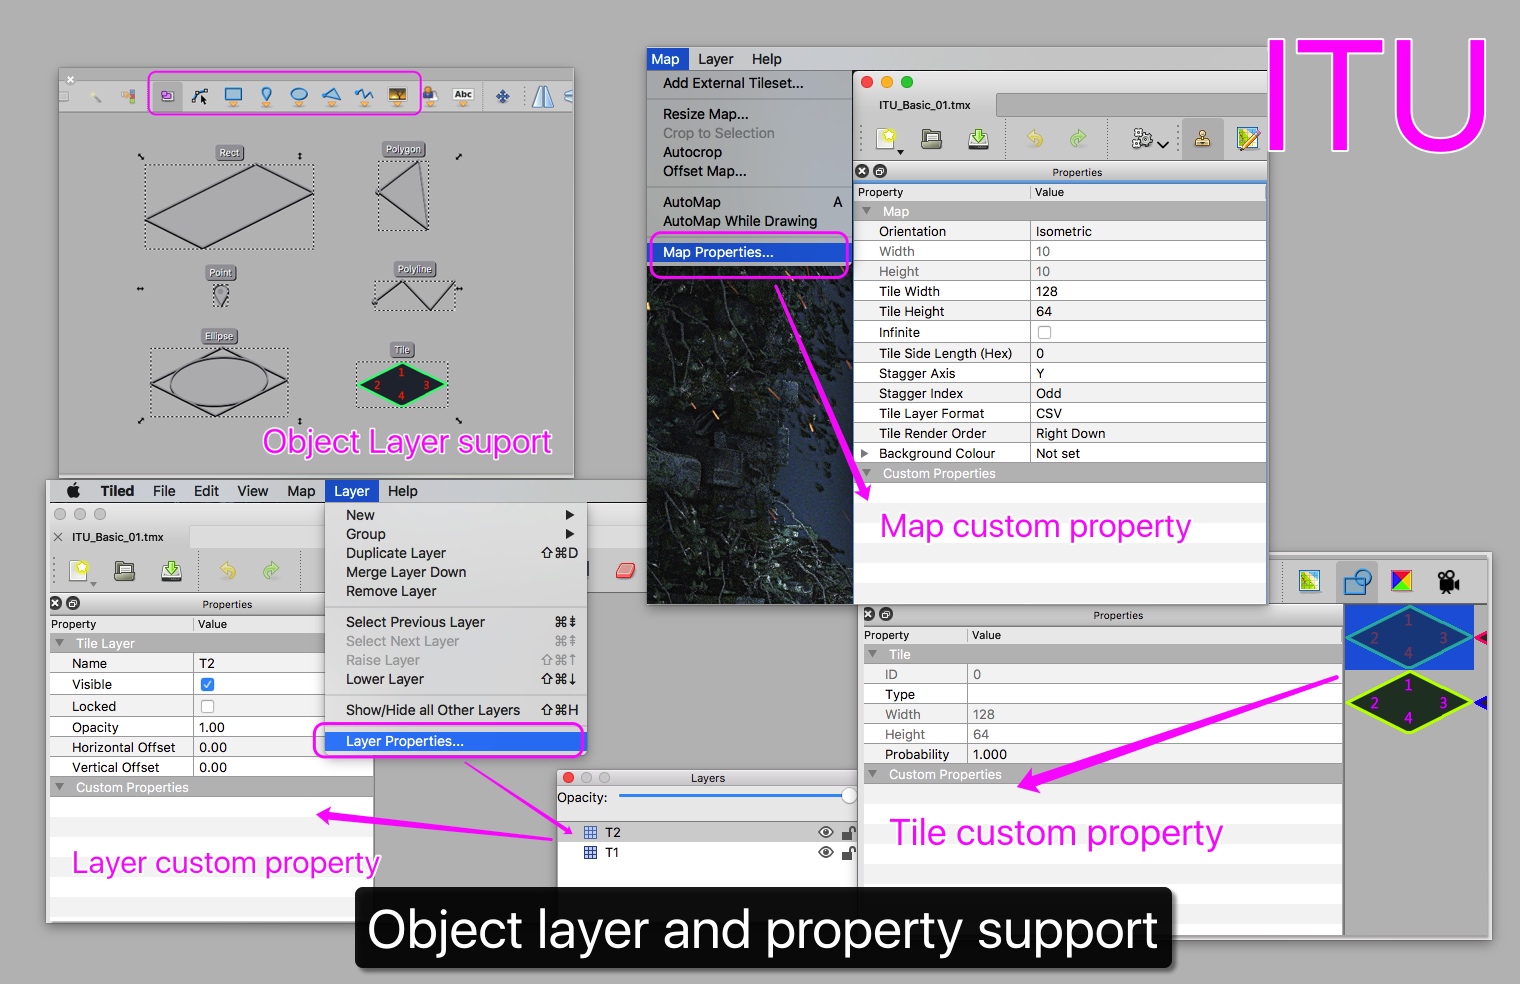 ITU
Rect
Polygon
Point
Polyline
Ellipse
Tile
1
2 3
4
Abc
Object Layer suport
Map Layer Help
Add External Tileset...
Resize Map...
Crop to Selection
Autocrop
Offset Map...
AutoMap A
AutoMap While Drawing
Map Properties...
ITU_Basic_01.tmx
Properties
Property Value
Map
Orientation Isometric
Width 10
Height 10
Tile Width 128
Tile Height 64
Infinite
Tile Side Length (Hex) 0
Stagger Axis Y
Stagger Index Odd
Tile Layer Format CSV
Tile Render Order Right Down
Background Colour Not set
Custom Properties
Map custom property
Tiled File Edit View Map Layer Help
ITU_Basic_01.tmx
New
Group
Duplicate Layer ⇧⌘D
Merge Layer Down
Remove Layer
Select Previous Layer ⌘⇞
Select Next Layer ⌘⇟
Raise Layer ⇧⌘↑
Lower Layer ⇧⌘↓
Show/Hide all Other Layers ⇧⌘H
Layer Properties...
Properties
Property Value
Tile Layer
Name T2
Visible
Locked
Opacity 1.00
Horizontal Offset 0.00
Vertical Offset 0.00
Custom Properties
Layer custom property
Layers
Opacity:
T2
T1
Properties
Property Value
Tile
ID 0
Type
Width 128
Height 64
Probability 1.000
Custom Properties
Tile custom property
1
2 3
4
1
2 3
4
Object layer and property support